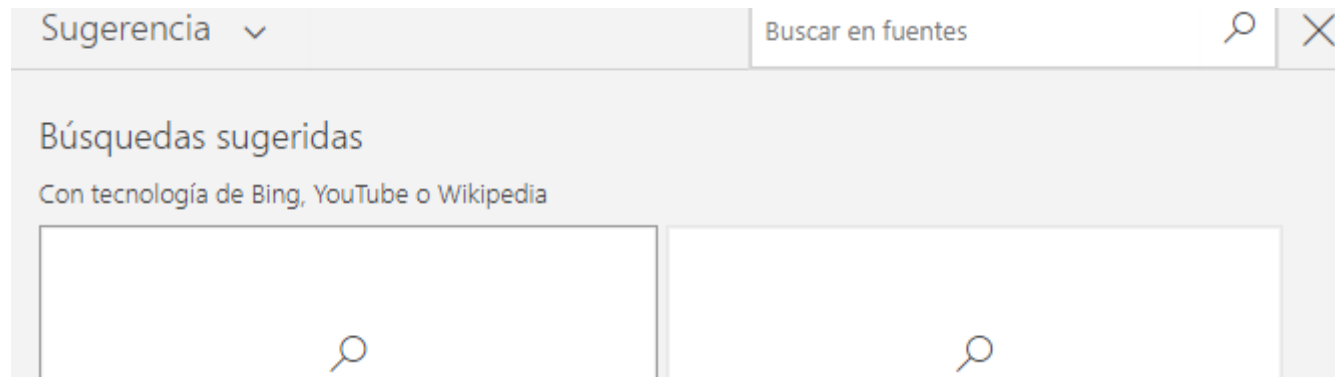 Sugerencia
Buscar en fuentes
Búsquedas sugeridas
Con tecnología de Bing, YouTube o Wikipedia